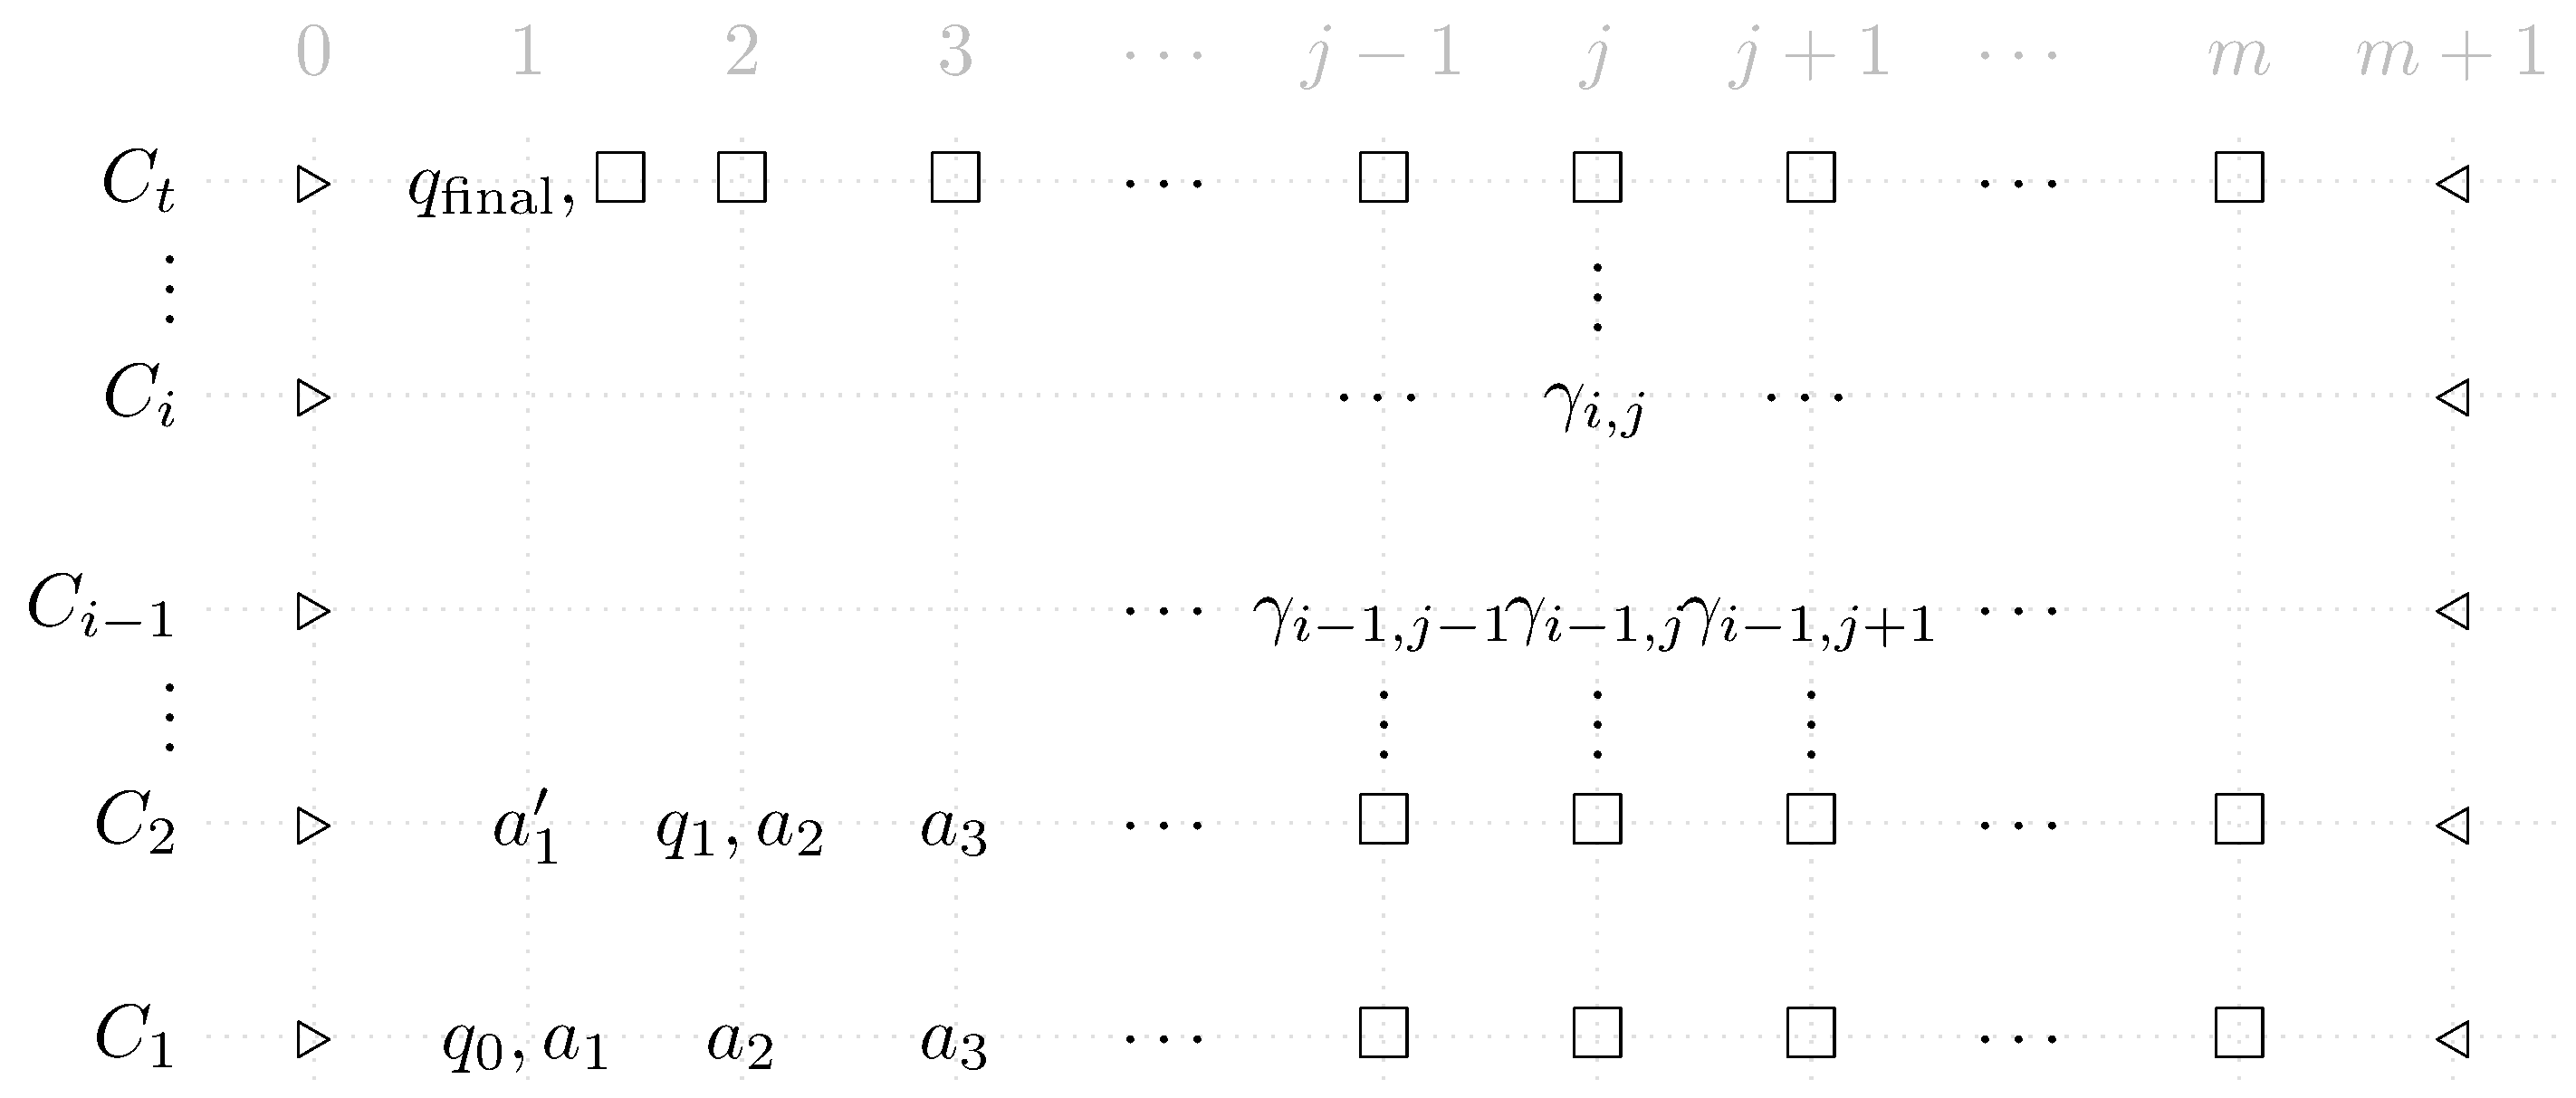 0 1 2 3 ⋯ j − 1 j j + 1 ⋯ m m + 1
C_t ▷ q_final, □ □ □ ⋯ □ □ □ ⋯ □ ◁
⋮ ⋮
C_i ▷ ⋯ γ_{i,j} ⋯ ◁
C_{i−1} ▷ ⋯ γ_{i−1,j−1} γ_{i−1,j} γ_{i−1,j+1} ⋯ ◁
⋮ ⋮ ⋮ ⋮
C_2 ▷ a′_1 q_1, a_2 a_3 ⋯ □ □ □ ⋯ □ ◁
C_1 ▷ q_0, a_1 a_2 a_3 ⋯ □ □ □ ⋯ □ ◁